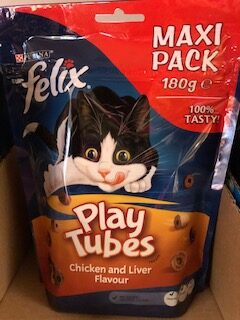 PURINA
felix
MAXI
PACK
180g e
100%
TASTY!
Play
Tubes
Chicken and Liver
Flavour